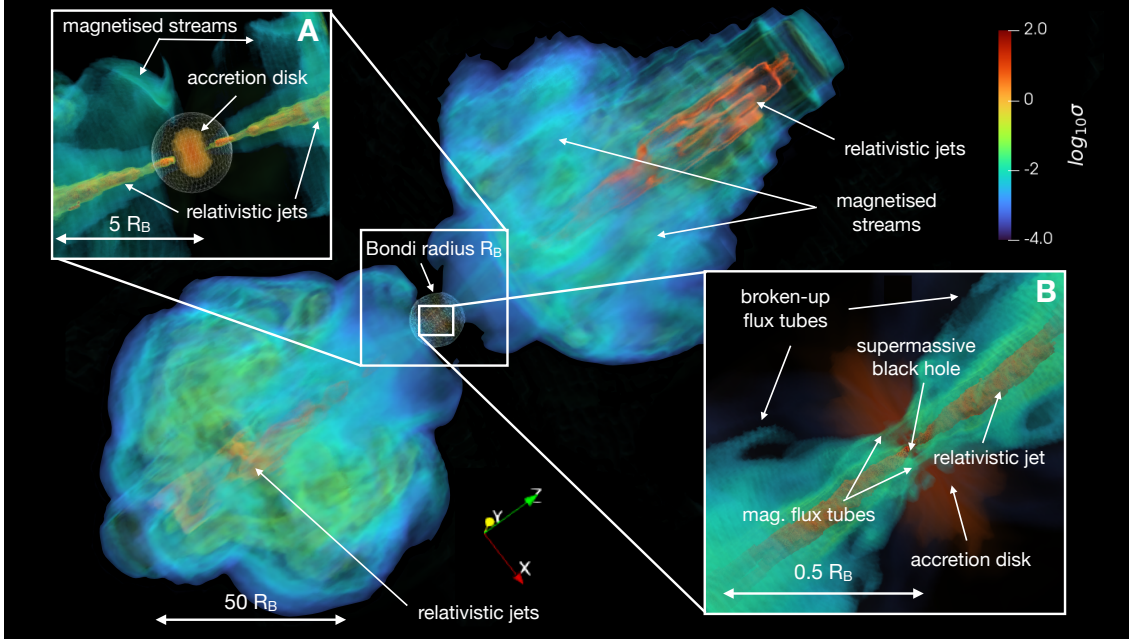 magnetised streams
A
accretion disk
relativistic jets
5 RB
2.0
0
-2
-4.0
log10σ
relativistic jets
magnetised
streams
Bondi radius RB
B
broken-up
flux tubes
supermassive
black hole
relativistic jet
mag. flux tubes
accretion disk
0.5 RB
Z
Y
X
50 RB
relativistic jets